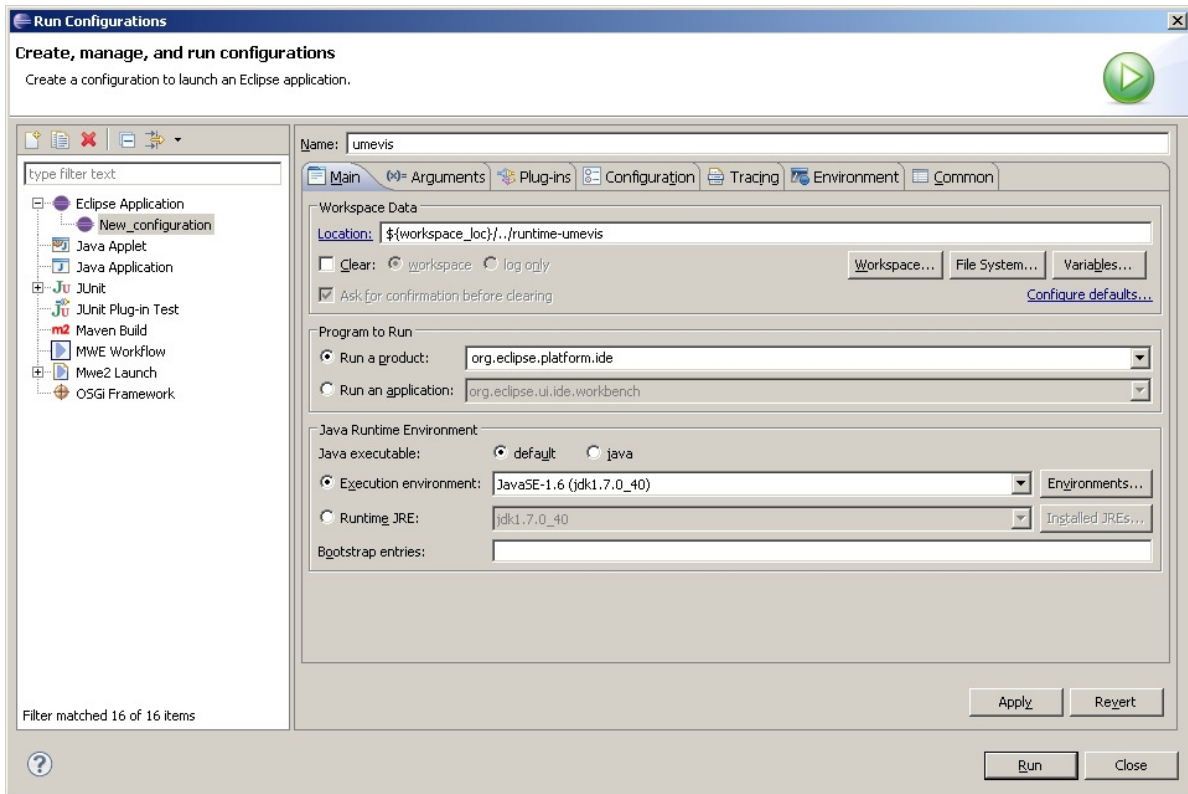 Run Configurations
Create, manage, and run configurations
Create a configuration to launch an Eclipse application.
type filter text
Eclipse Application
New_configuration
Java Applet
Java Application
Ju JUnit
JUnit Plug-in Test
m2 Maven Build
MWE Workflow
Mwe2 Launch
OSGi Framework
Filter matched 16 of 16 items
Name: umevis
Main (x)= Arguments Plug-ins Configuration Tracing Environment Common
Workspace Data
Location: ${workspace_loc}/../runtime-umevis
Clear: workspace log only Workspace... File System... Variables...
Ask for confirmation before clearing Configure defaults...
Program to Run
Run a product: org.eclipse.platform.ide
Run an application: org.eclipse.ui.ide.workbench
Java Runtime Environment
Java executable: default java
Execution environment: JavaSE-1.6 (jdk1.7.0_40) Environments...
Runtime JRE: jdk1.7.0_40 Installed JREs...
Bootstrap entries:
Apply Revert
? Run Close